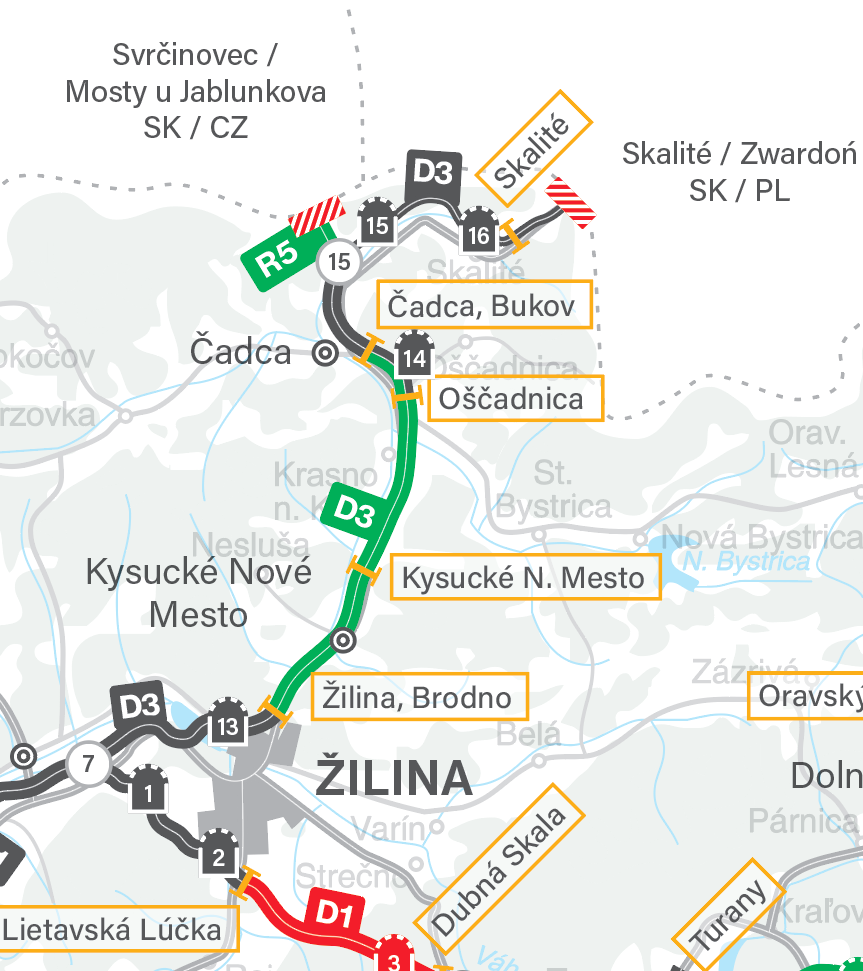 Svrčinovec /
Mosty u Jablunkova
SK / CZ
Skalité
Skalité / Zwardoń
SK / PL
D3
15
16
R5
15
Skalité
Čadca, Bukov
Čadca
14
Oščadnica
Oščadnica
Orav.
Lesná
Krasno
n. K
D3
St.
Bystrica
Nesluša
Nová Bystrica
N. Bystrica
Kysucké Nové
Mesto
Kysucké N. Mesto
Zázrivá
Žilina, Brodno
Oravský
D3
13
Belá
7
ŽILINA
Doln
1
Varín
Párnica
2
Strečno
Dubná Skala
D1
Lietavská Lúčka
Turany
Kraľov
3
Váh